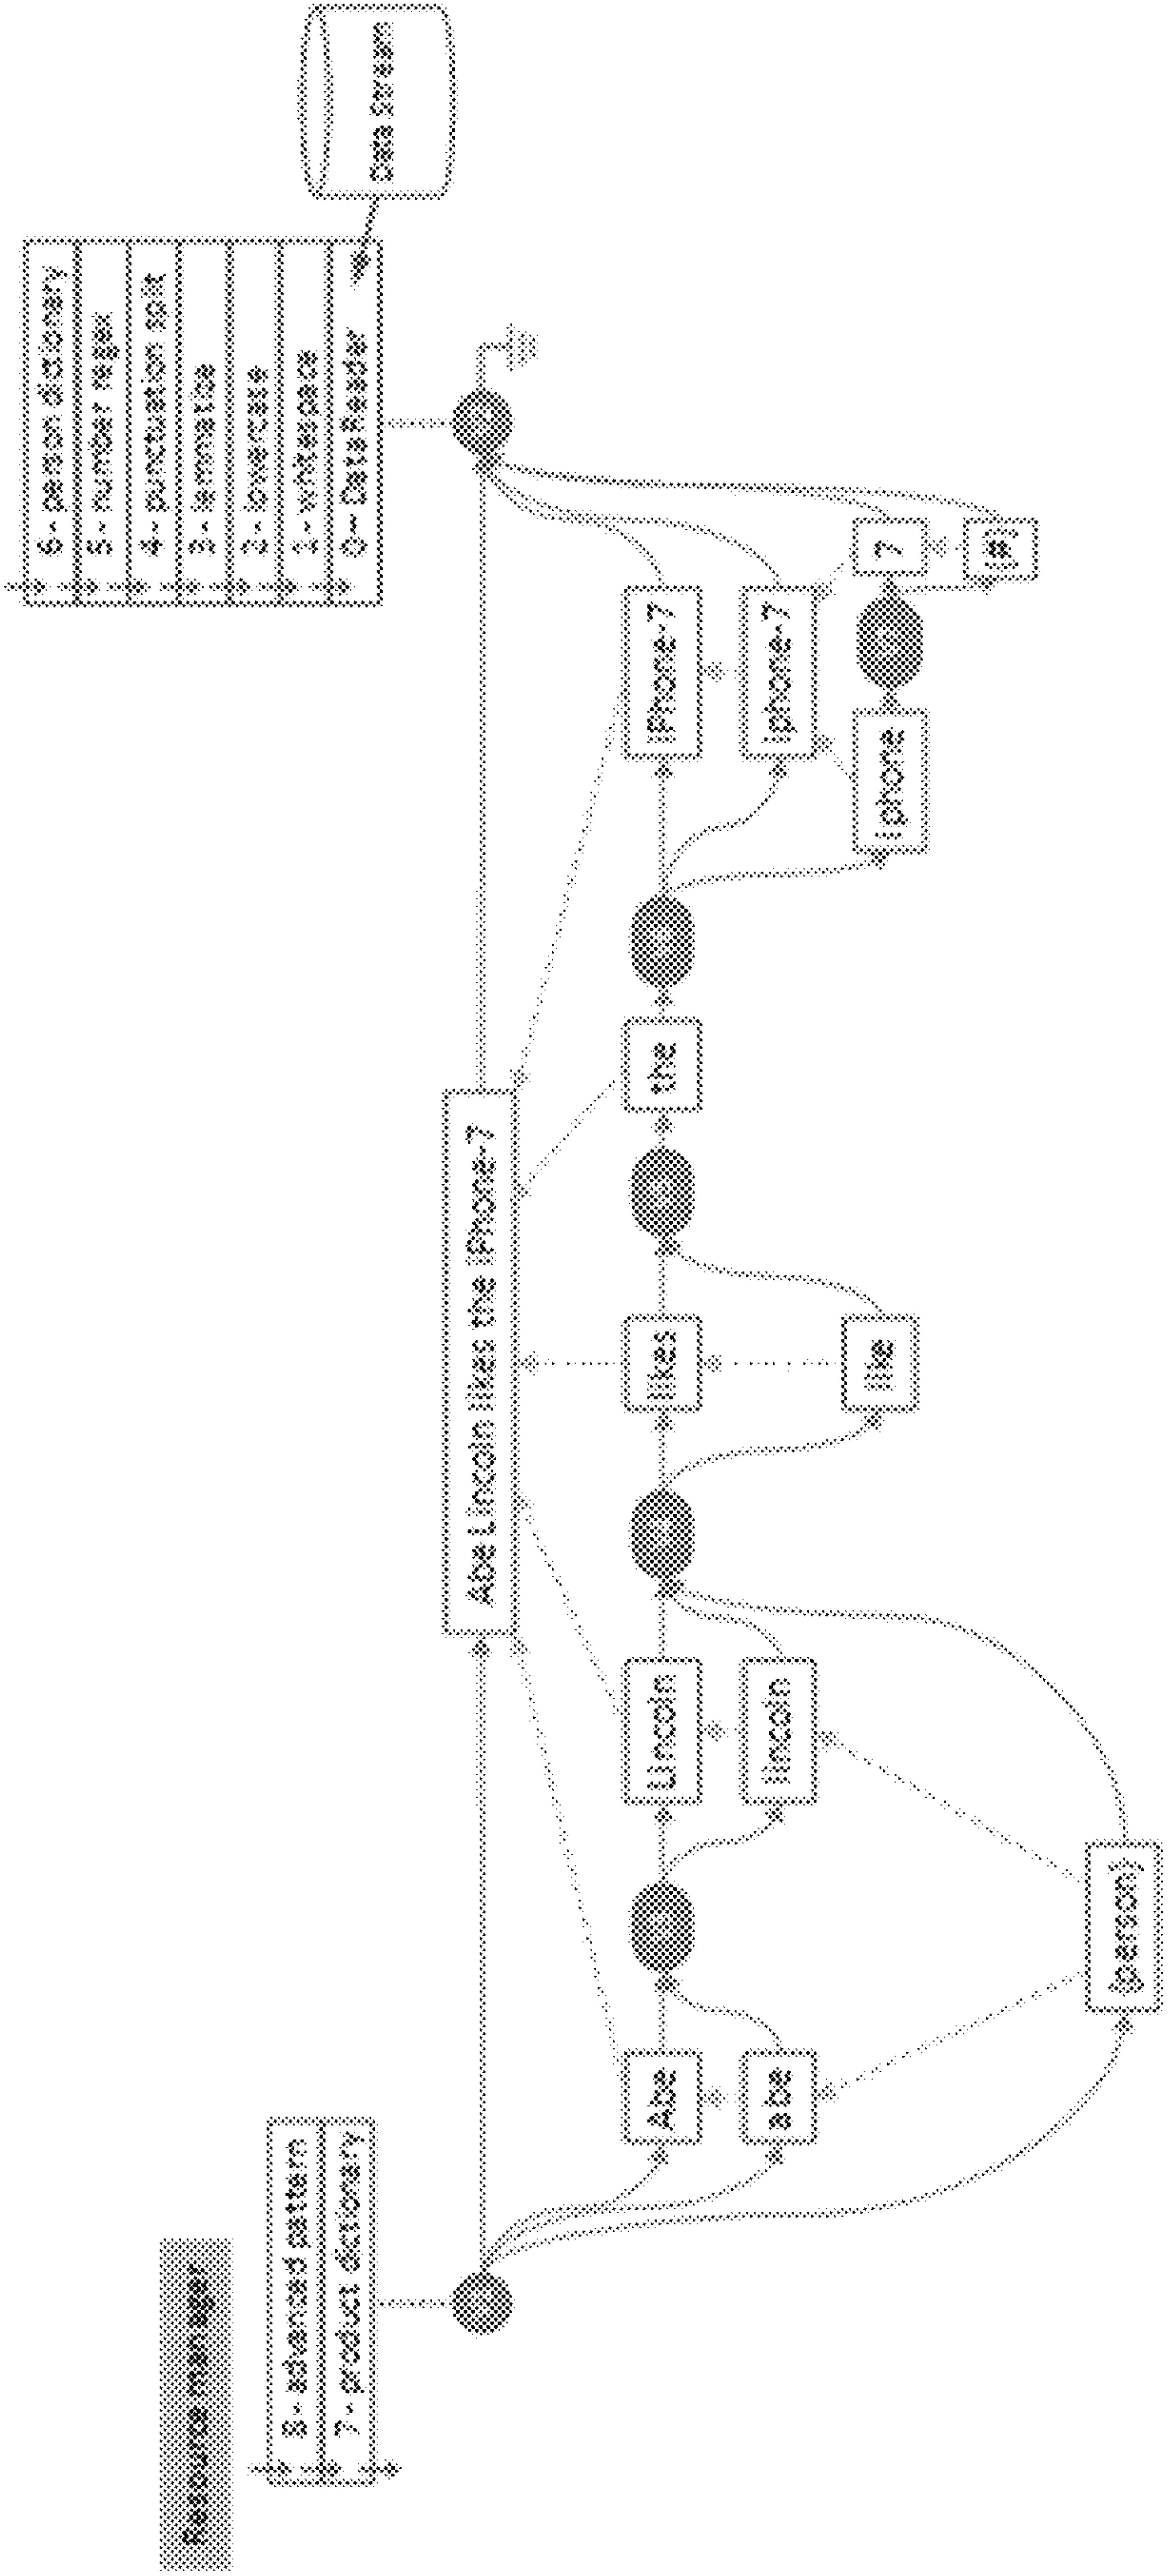 Resource manager
8- advanced pattern
7- product dictionary
6- person dictionary
5- number regex
4- punctuation split
3- lemmatize
2- lowercase
1- whitespace
0- DataReader
Data Stream
Abe Lincoln likes the iPhone-7
Abe
Lincoln
likes
the
iPhone-7
abe
lincoln
iphone-7
like
iphone
7
{person}